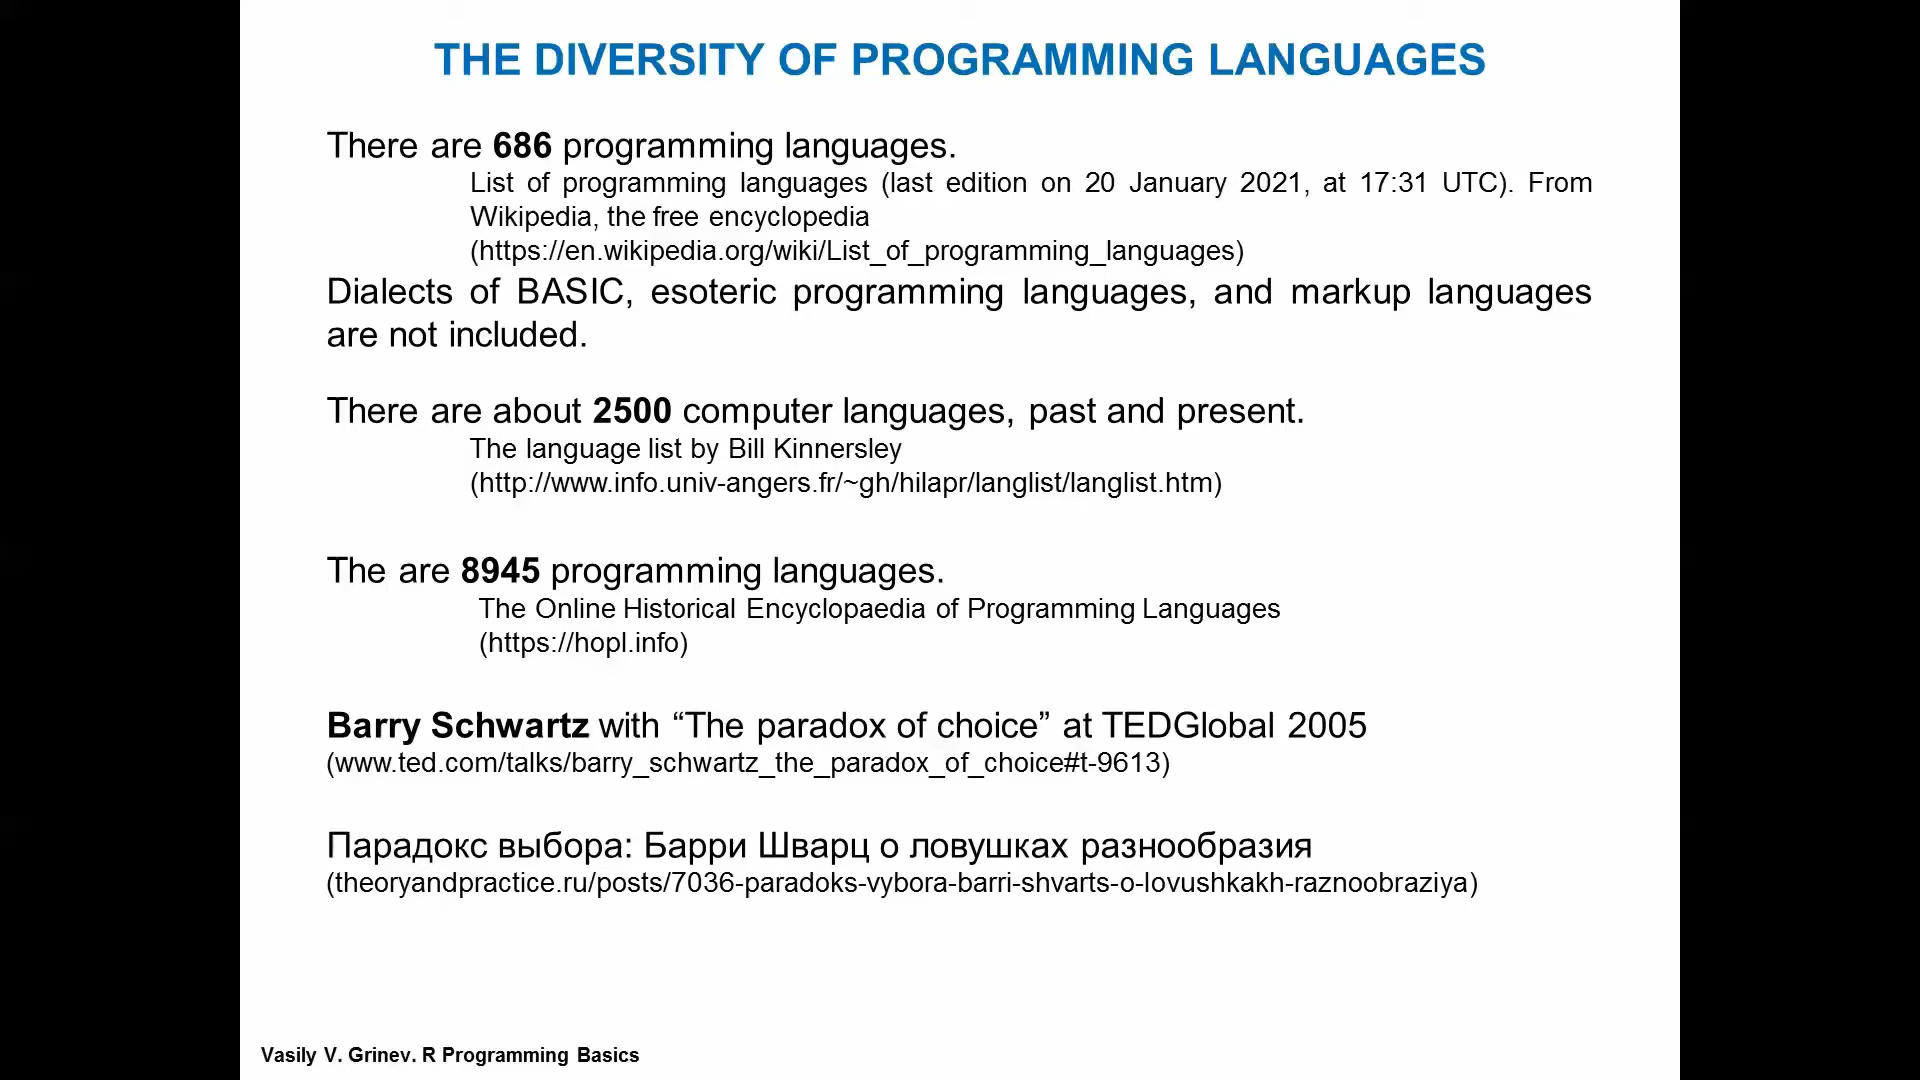 THE DIVERSITY OF PROGRAMMING LANGUAGES
There are 686 programming languages.
List of programming languages (last edition on 20 January 2021, at 17:31 UTC). From
Wikipedia, the free encyclopedia
(https://en.wikipedia.org/wiki/List_of_programming_languages)
Dialects of BASIC, esoteric programming languages, and markup languages
are not included.
There are about 2500 computer languages, past and present.
The language list by Bill Kinnersley
(http://www.info.univ-angers.fr/~gh/hilapr/langlist/langlist.htm)
The are 8945 programming languages.
The Online Historical Encyclopaedia of Programming Languages
(https://hopl.info)
Barry Schwartz with “The paradox of choice” at TEDGlobal 2005
(www.ted.com/talks/barry_schwartz_the_paradox_of_choice#t-9613)
Парадокс выбора: Барри Шварц о ловушках разнообразия
(theoryandpractice.ru/posts/7036-paradoks-vybora-barri-shvarts-o-lovushkakh-raznoobraziya)
Vasily V. Grinev. R Programming Basics